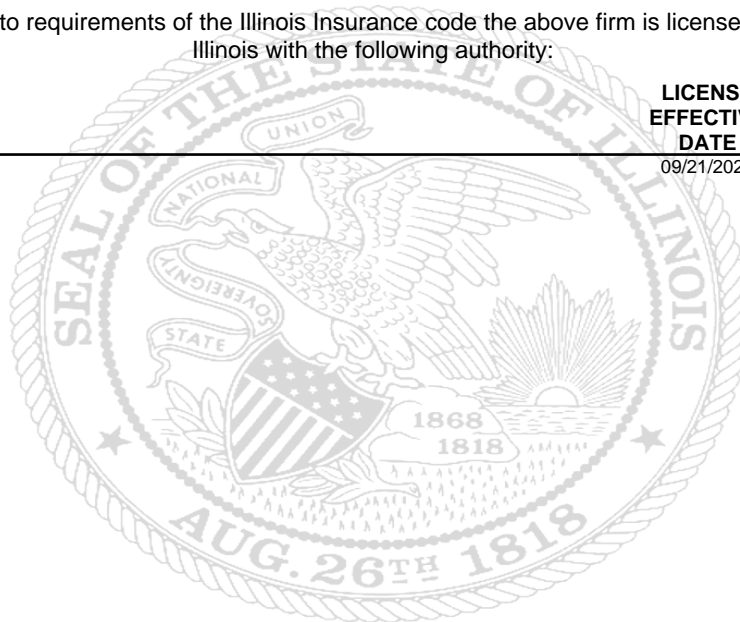 to requirements of the Illinois Insurance code the above firm is license
Illinois with the following authority:
LICENS
EFFECTIV
DATE
09/21/202
SEAL OF THE STATE OF ILLINOIS
UNION
NATIONAL
SOVEREIGNTY
STATE
1868
1818
AUG. 26TH 1818